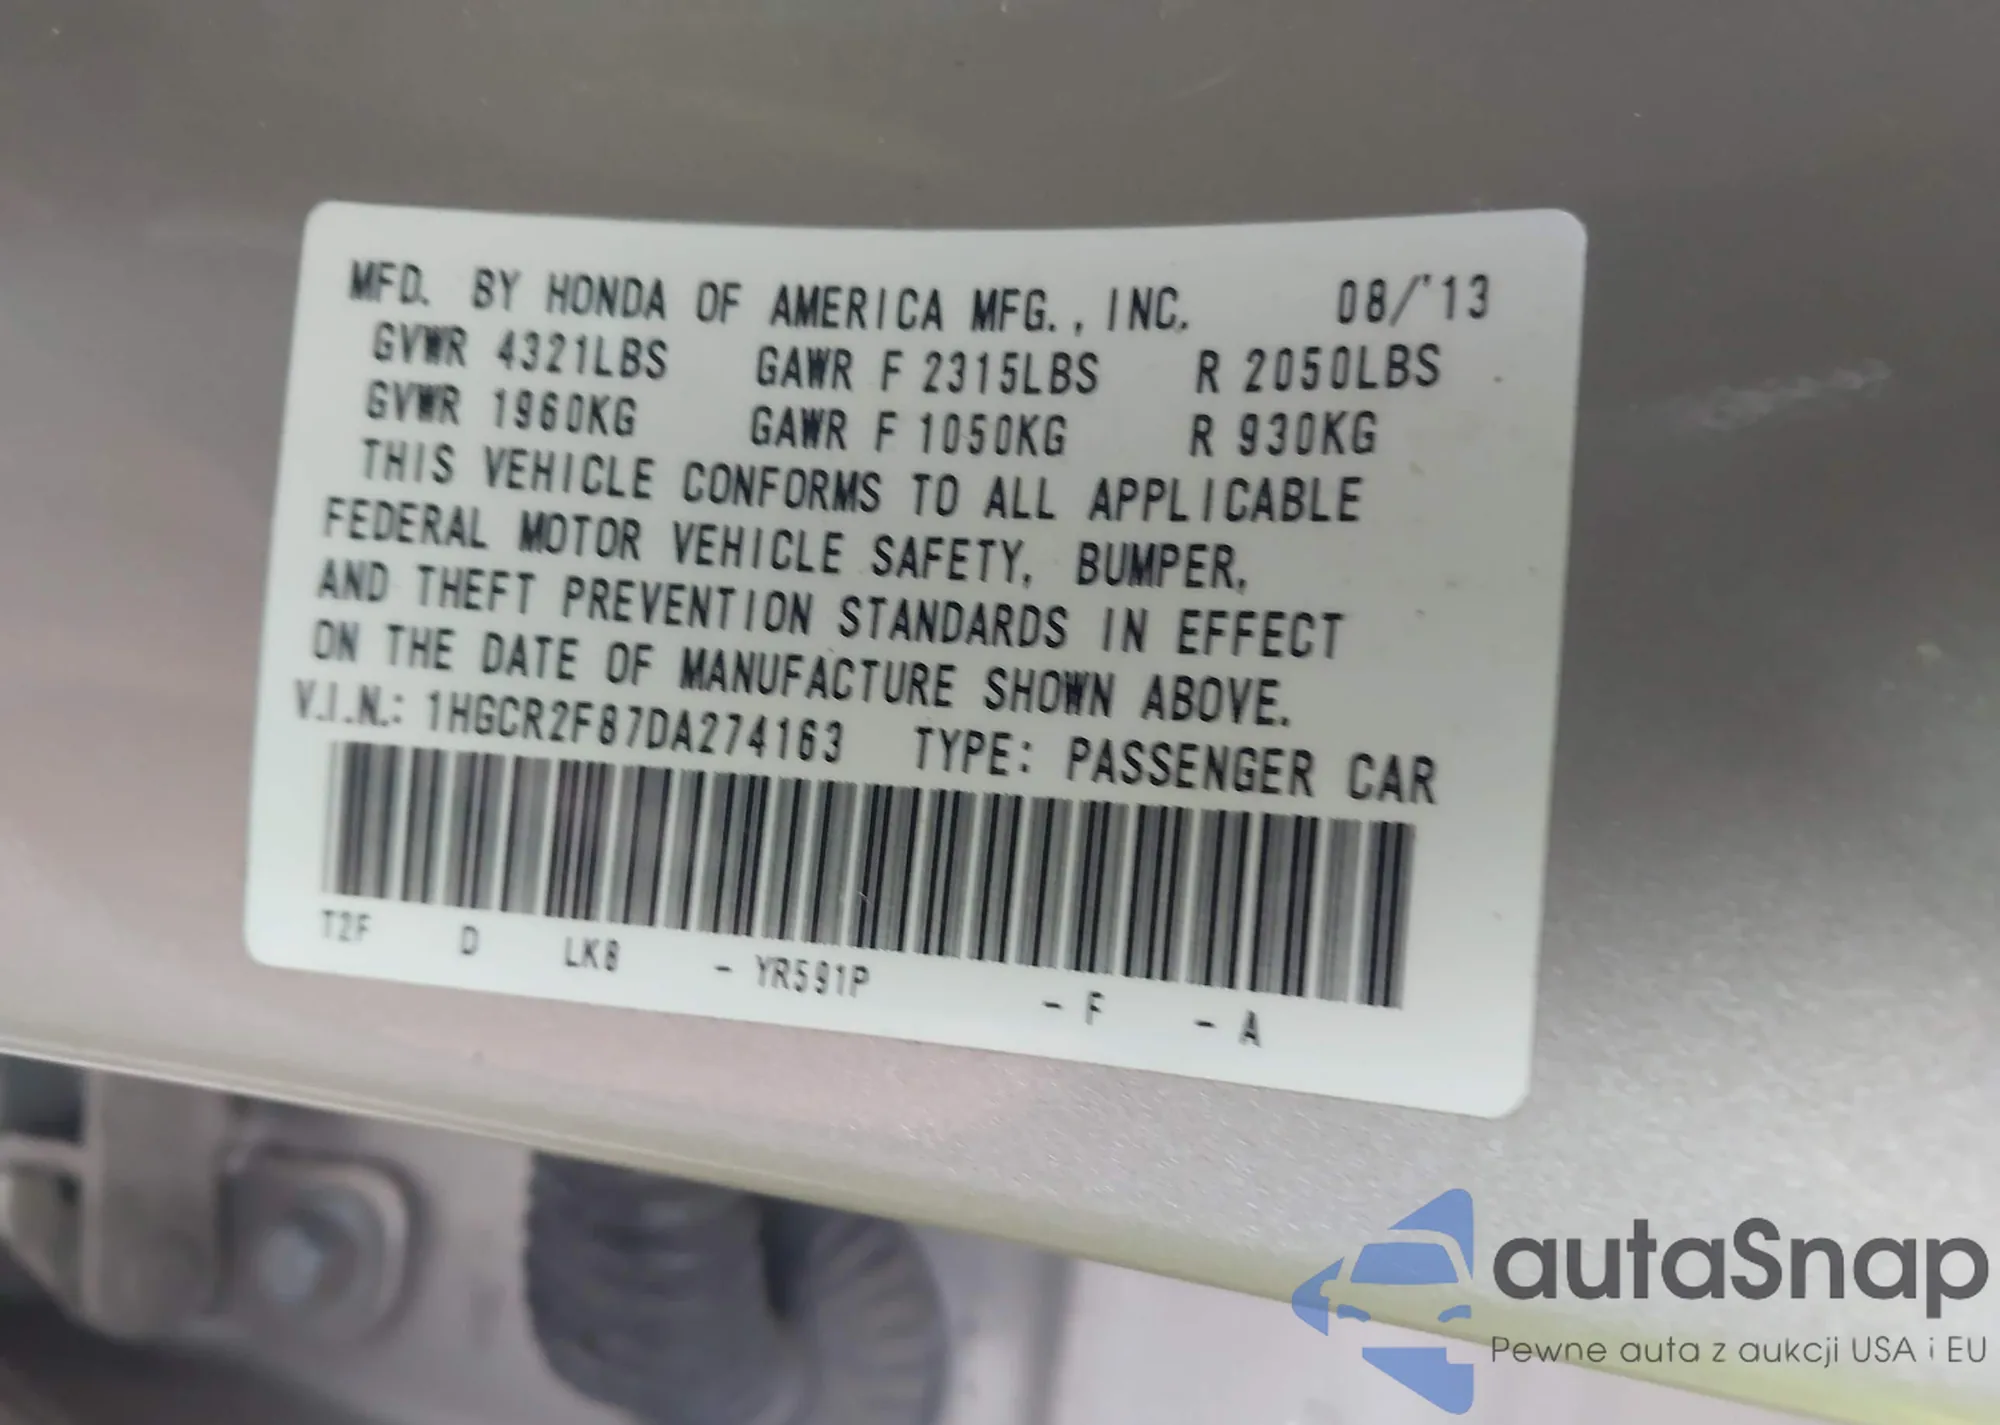 MFD. BY HONDA OF AMERICA MFG., INC. 08/'13
GVWR 4321LBS GAWR F 2315LBS R 2050LBS
GVWR 1960KG GAWR F 1050KG R 930KG
THIS VEHICLE CONFORMS TO ALL APPLICABLE
FEDERAL MOTOR VEHICLE SAFETY, BUMPER,
AND THEFT PREVENTION STANDARDS IN EFFECT
ON THE DATE OF MANUFACTURE SHOWN ABOVE.
V.I.N.: 1HGCR2F87DA274163 TYPE: PASSENGER CAR
T2F D LK8 - YR591P - F - A
autaSnap
Pewne auta z aukcji USA i EU